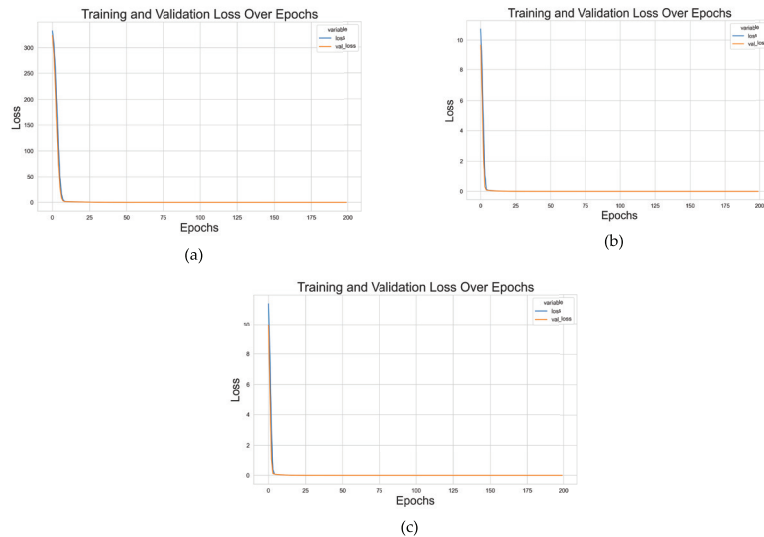 Training and Validation Loss Over Epochs
variable
loss
val_loss
300
250
200
150
100
50
0
Loss
0 25 50 75 100 125 150 175 200
Epochs
(a)
Training and Validation Loss Over Epochs
variable
loss
val_loss
10
8
6
4
2
0
Loss
0 25 50 75 100 125 150 175 200
Epochs
(b)
Training and Validation Loss Over Epochs
variable
loss
val_loss
8
6
4
2
0
Loss
0 25 50 75 100 125 150 175 200
Epochs
(c)